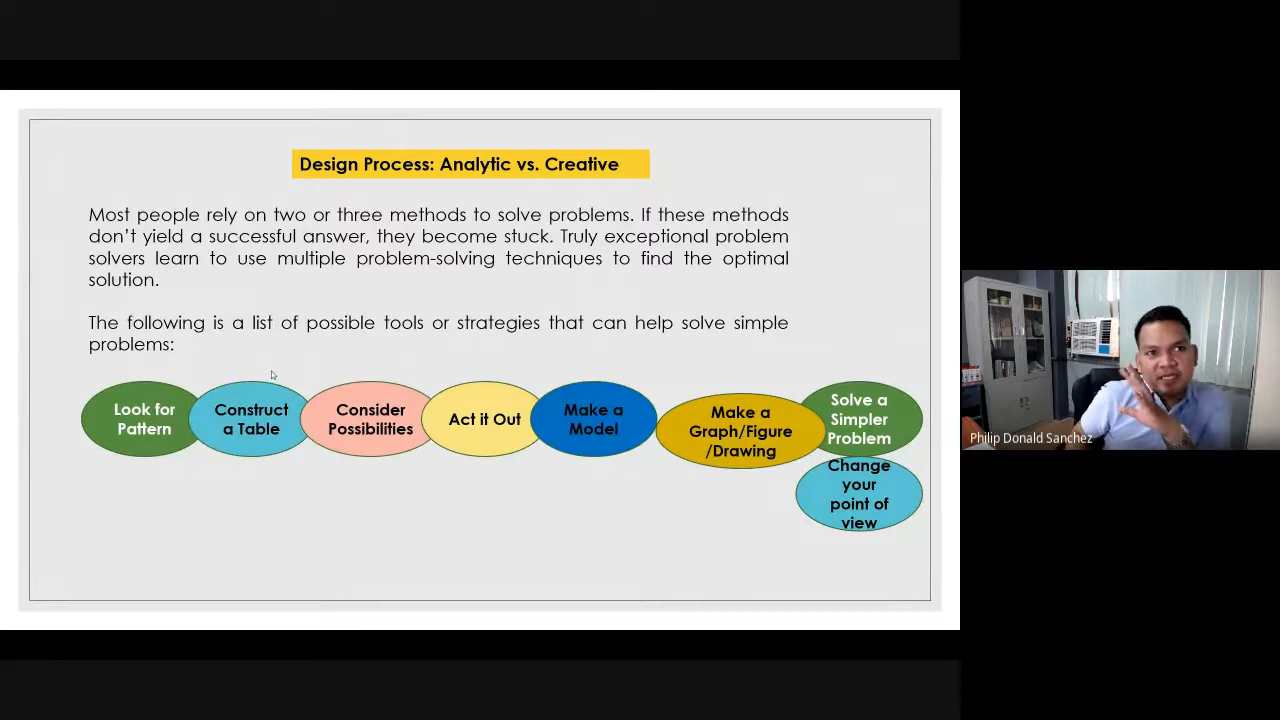 Design Process: Analytic vs. Creative
Most people rely on two or three methods to solve problems. If these methods
don’t yield a successful answer, they become stuck. Truly exceptional problem
solvers learn to use multiple problem-solving techniques to find the optimal
solution.
The following is a list of possible tools or strategies that can help solve simple
problems:
Look for
Pattern
Construct
a Table
Consider
Possibilities
Act it Out
Make a
Model
Make a
Graph/Figure
/Drawing
Solve a
Simpler
Problem
Change
your
point of
view
Philip Donald Sanchez